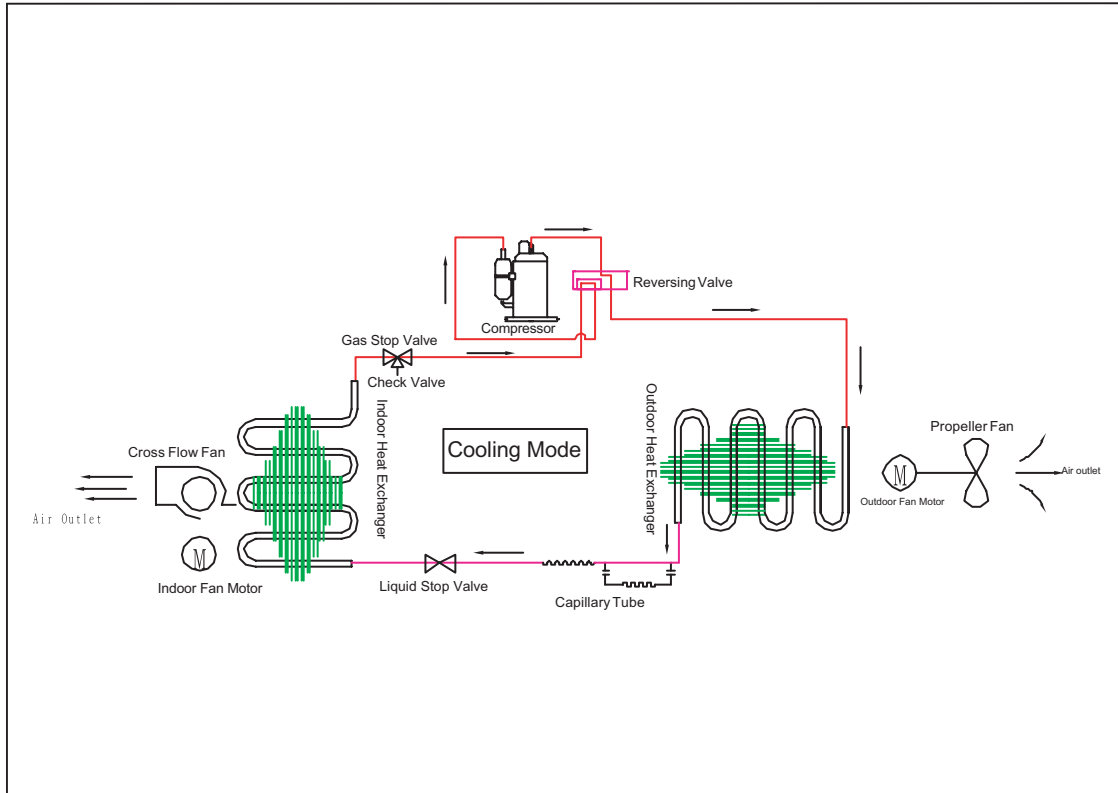 Reversing Valve
Compressor
Gas Stop Valve
Check Valve
Indoor Heat Exchanger
Outdoor Heat Exchanger
Cooling Mode
Cross Flow Fan
Propeller Fan
M
Air outlet
Outdoor Fan Motor
Air Outlet
M
Indoor Fan Motor
Liquid Stop Valve
Capillary Tube